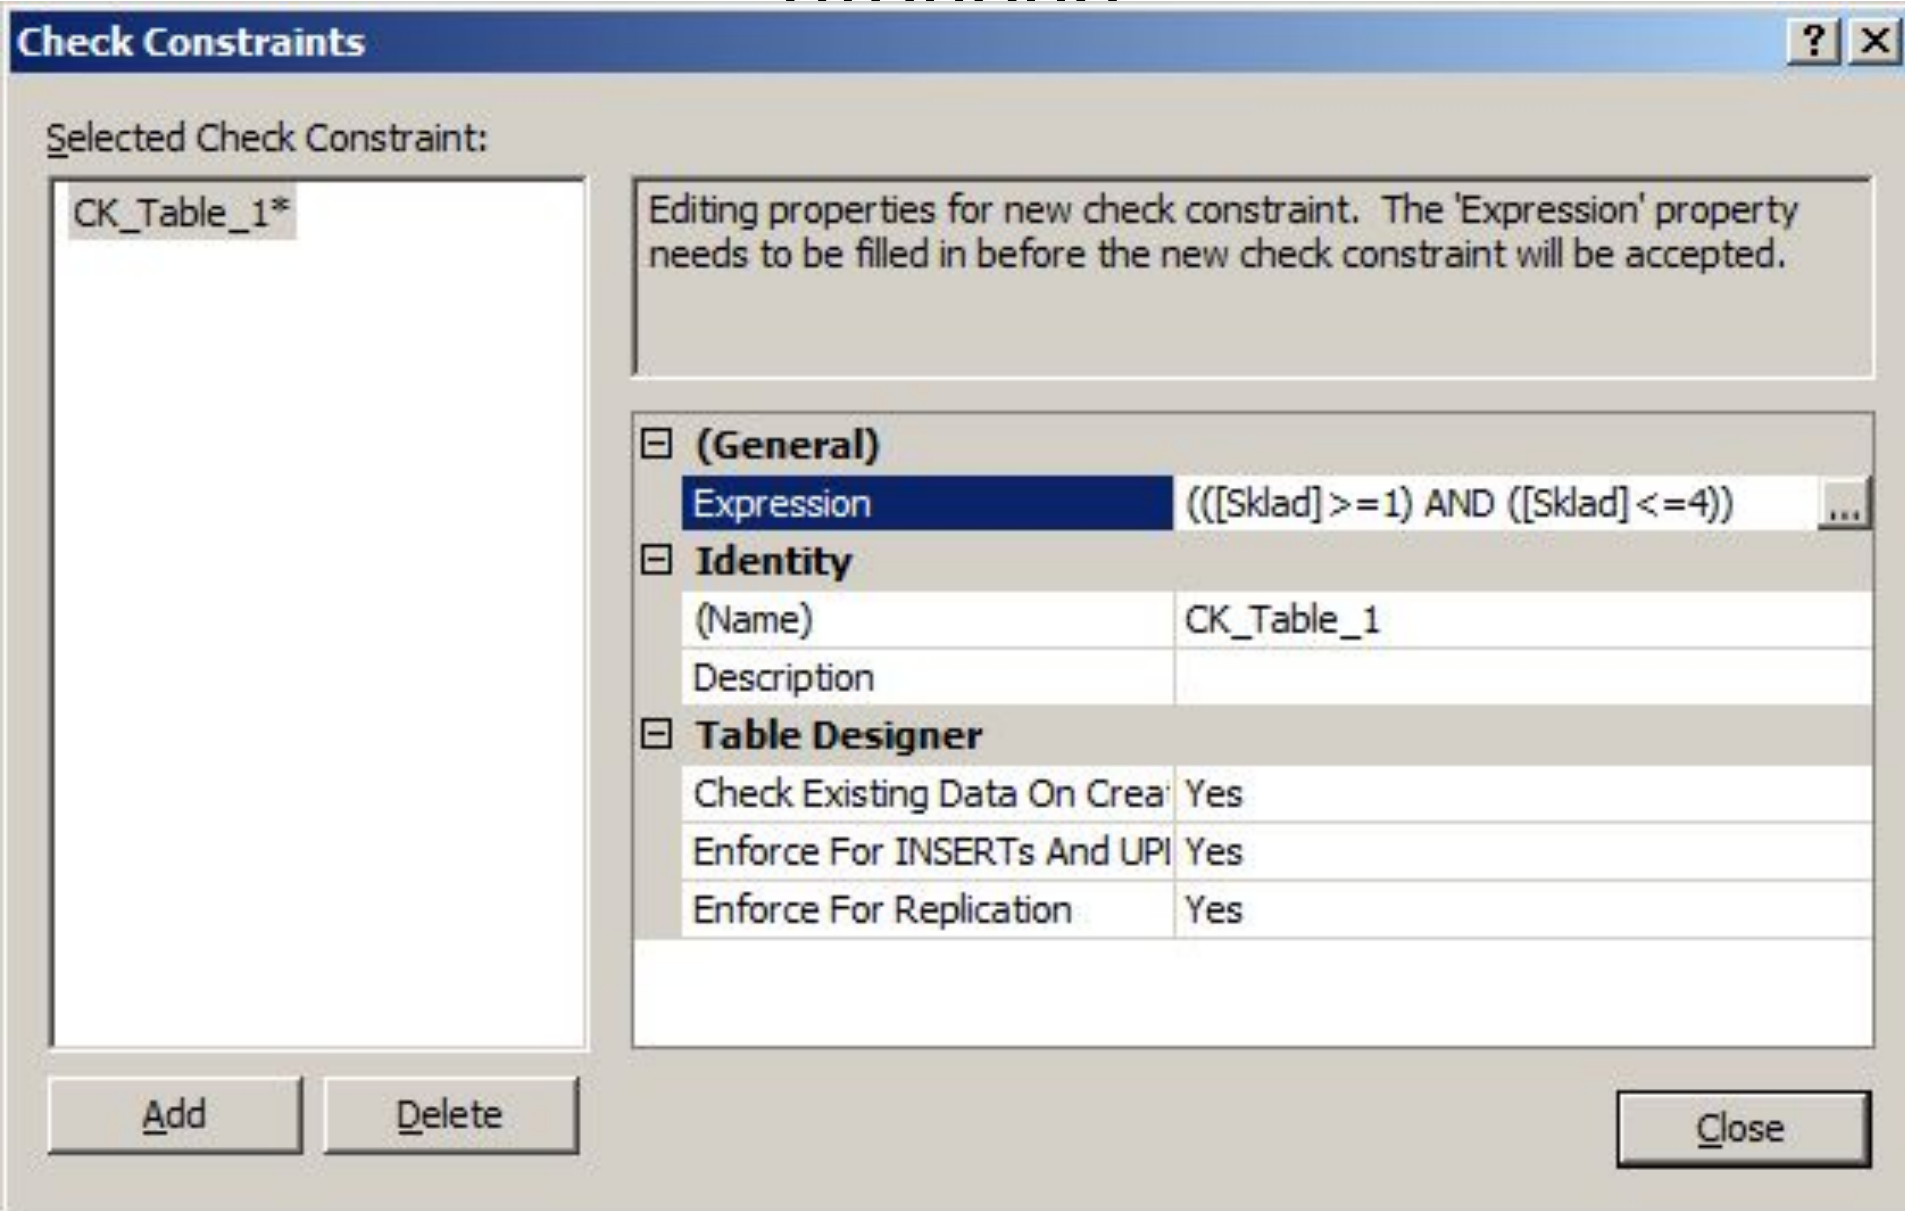 Check Constraints
Selected Check Constraint:
CK_Table_1*
Editing properties for new check constraint.  The 'Expression' property
needs to be filled in before the new check constraint will be accepted.
(General)
Expression (([Sklad]>=1) AND ([Sklad]<=4)) ...
Identity
(Name) CK_Table_1
Description
Table Designer
Check Existing Data On Creat Yes
Enforce For INSERTs And UPD Yes
Enforce For Replication Yes
Add Delete
Close